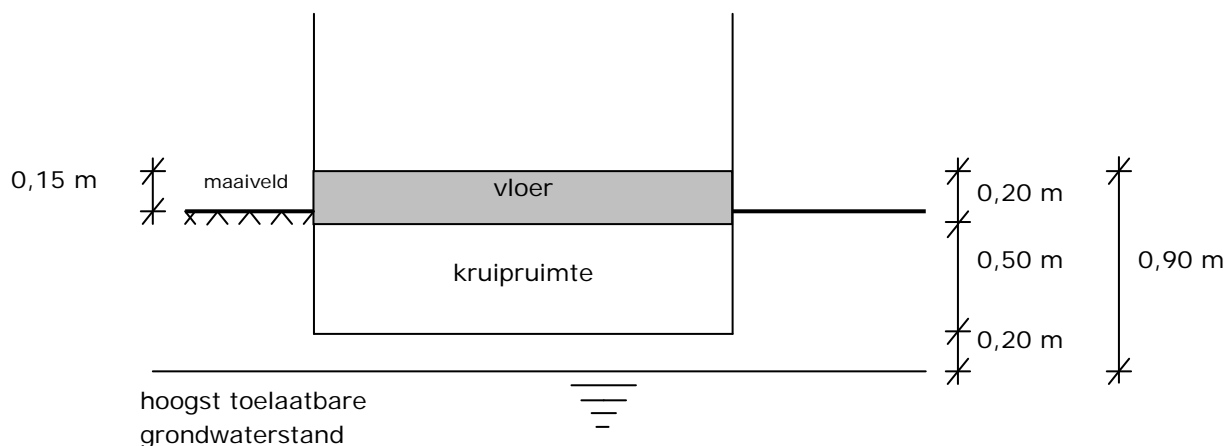 0,15 m
maaiveld
vloer
0,20 m
kruipruimte
0,50 m
0,90 m
0,20 m
hoogst toelaatbare
grondwaterstand